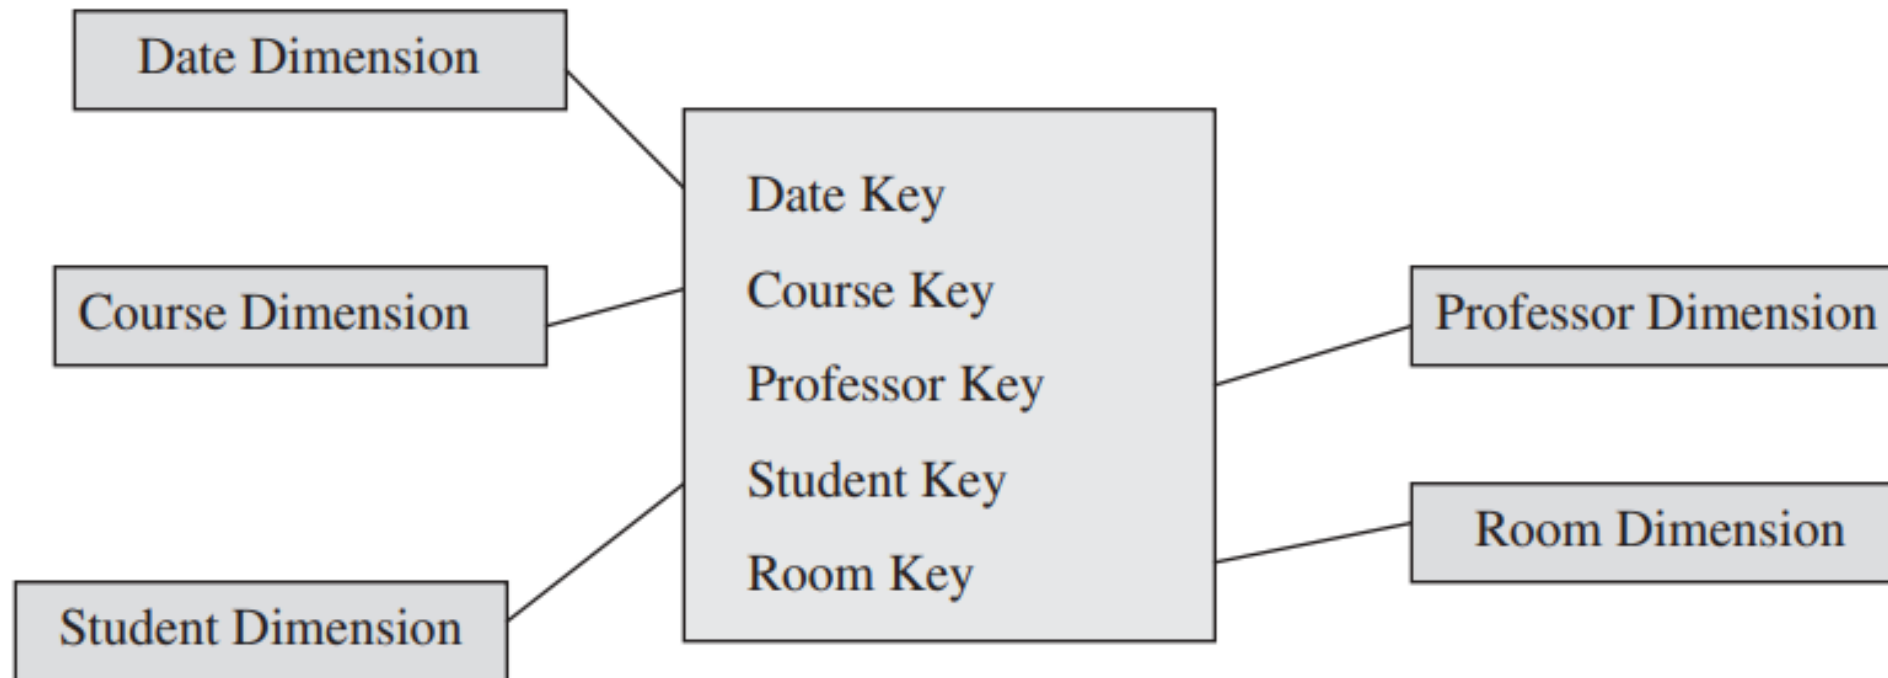 Date Dimension
Course Dimension
Student Dimension
Date Key
Course Key
Professor Key
Student Key
Room Key
Professor Dimension
Room Dimension